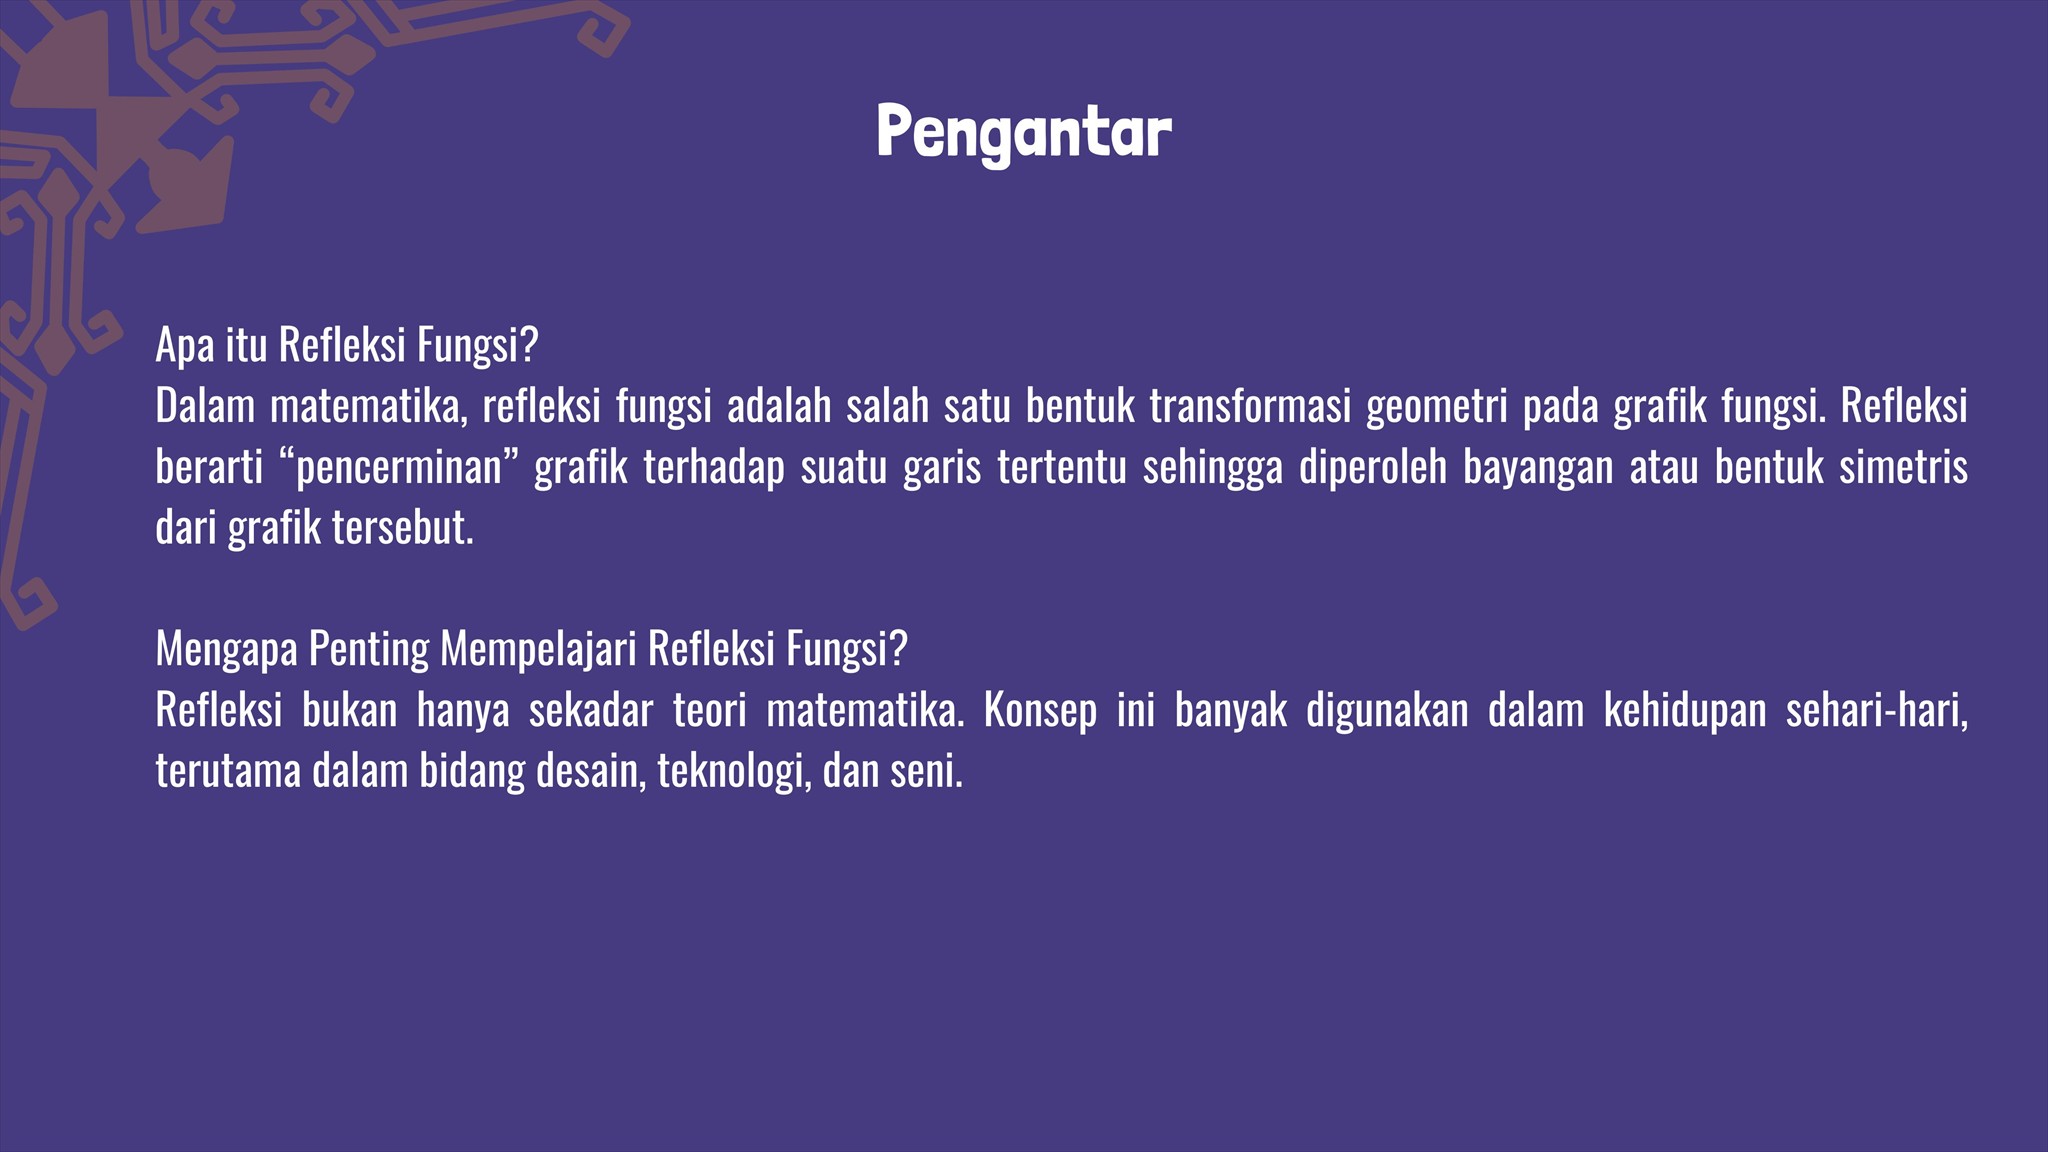 Pengantar
Apa itu Refleksi Fungsi?
Dalam matematika, refleksi fungsi adalah salah satu bentuk transformasi geometri pada grafik fungsi. Refleksi
berarti “pencerminan” grafik terhadap suatu garis tertentu sehingga diperoleh bayangan atau bentuk simetris
dari grafik tersebut.
Mengapa Penting Mempelajari Refleksi Fungsi?
Refleksi bukan hanya sekadar teori matematika. Konsep ini banyak digunakan dalam kehidupan sehari-hari,
terutama dalam bidang desain, teknologi, dan seni.